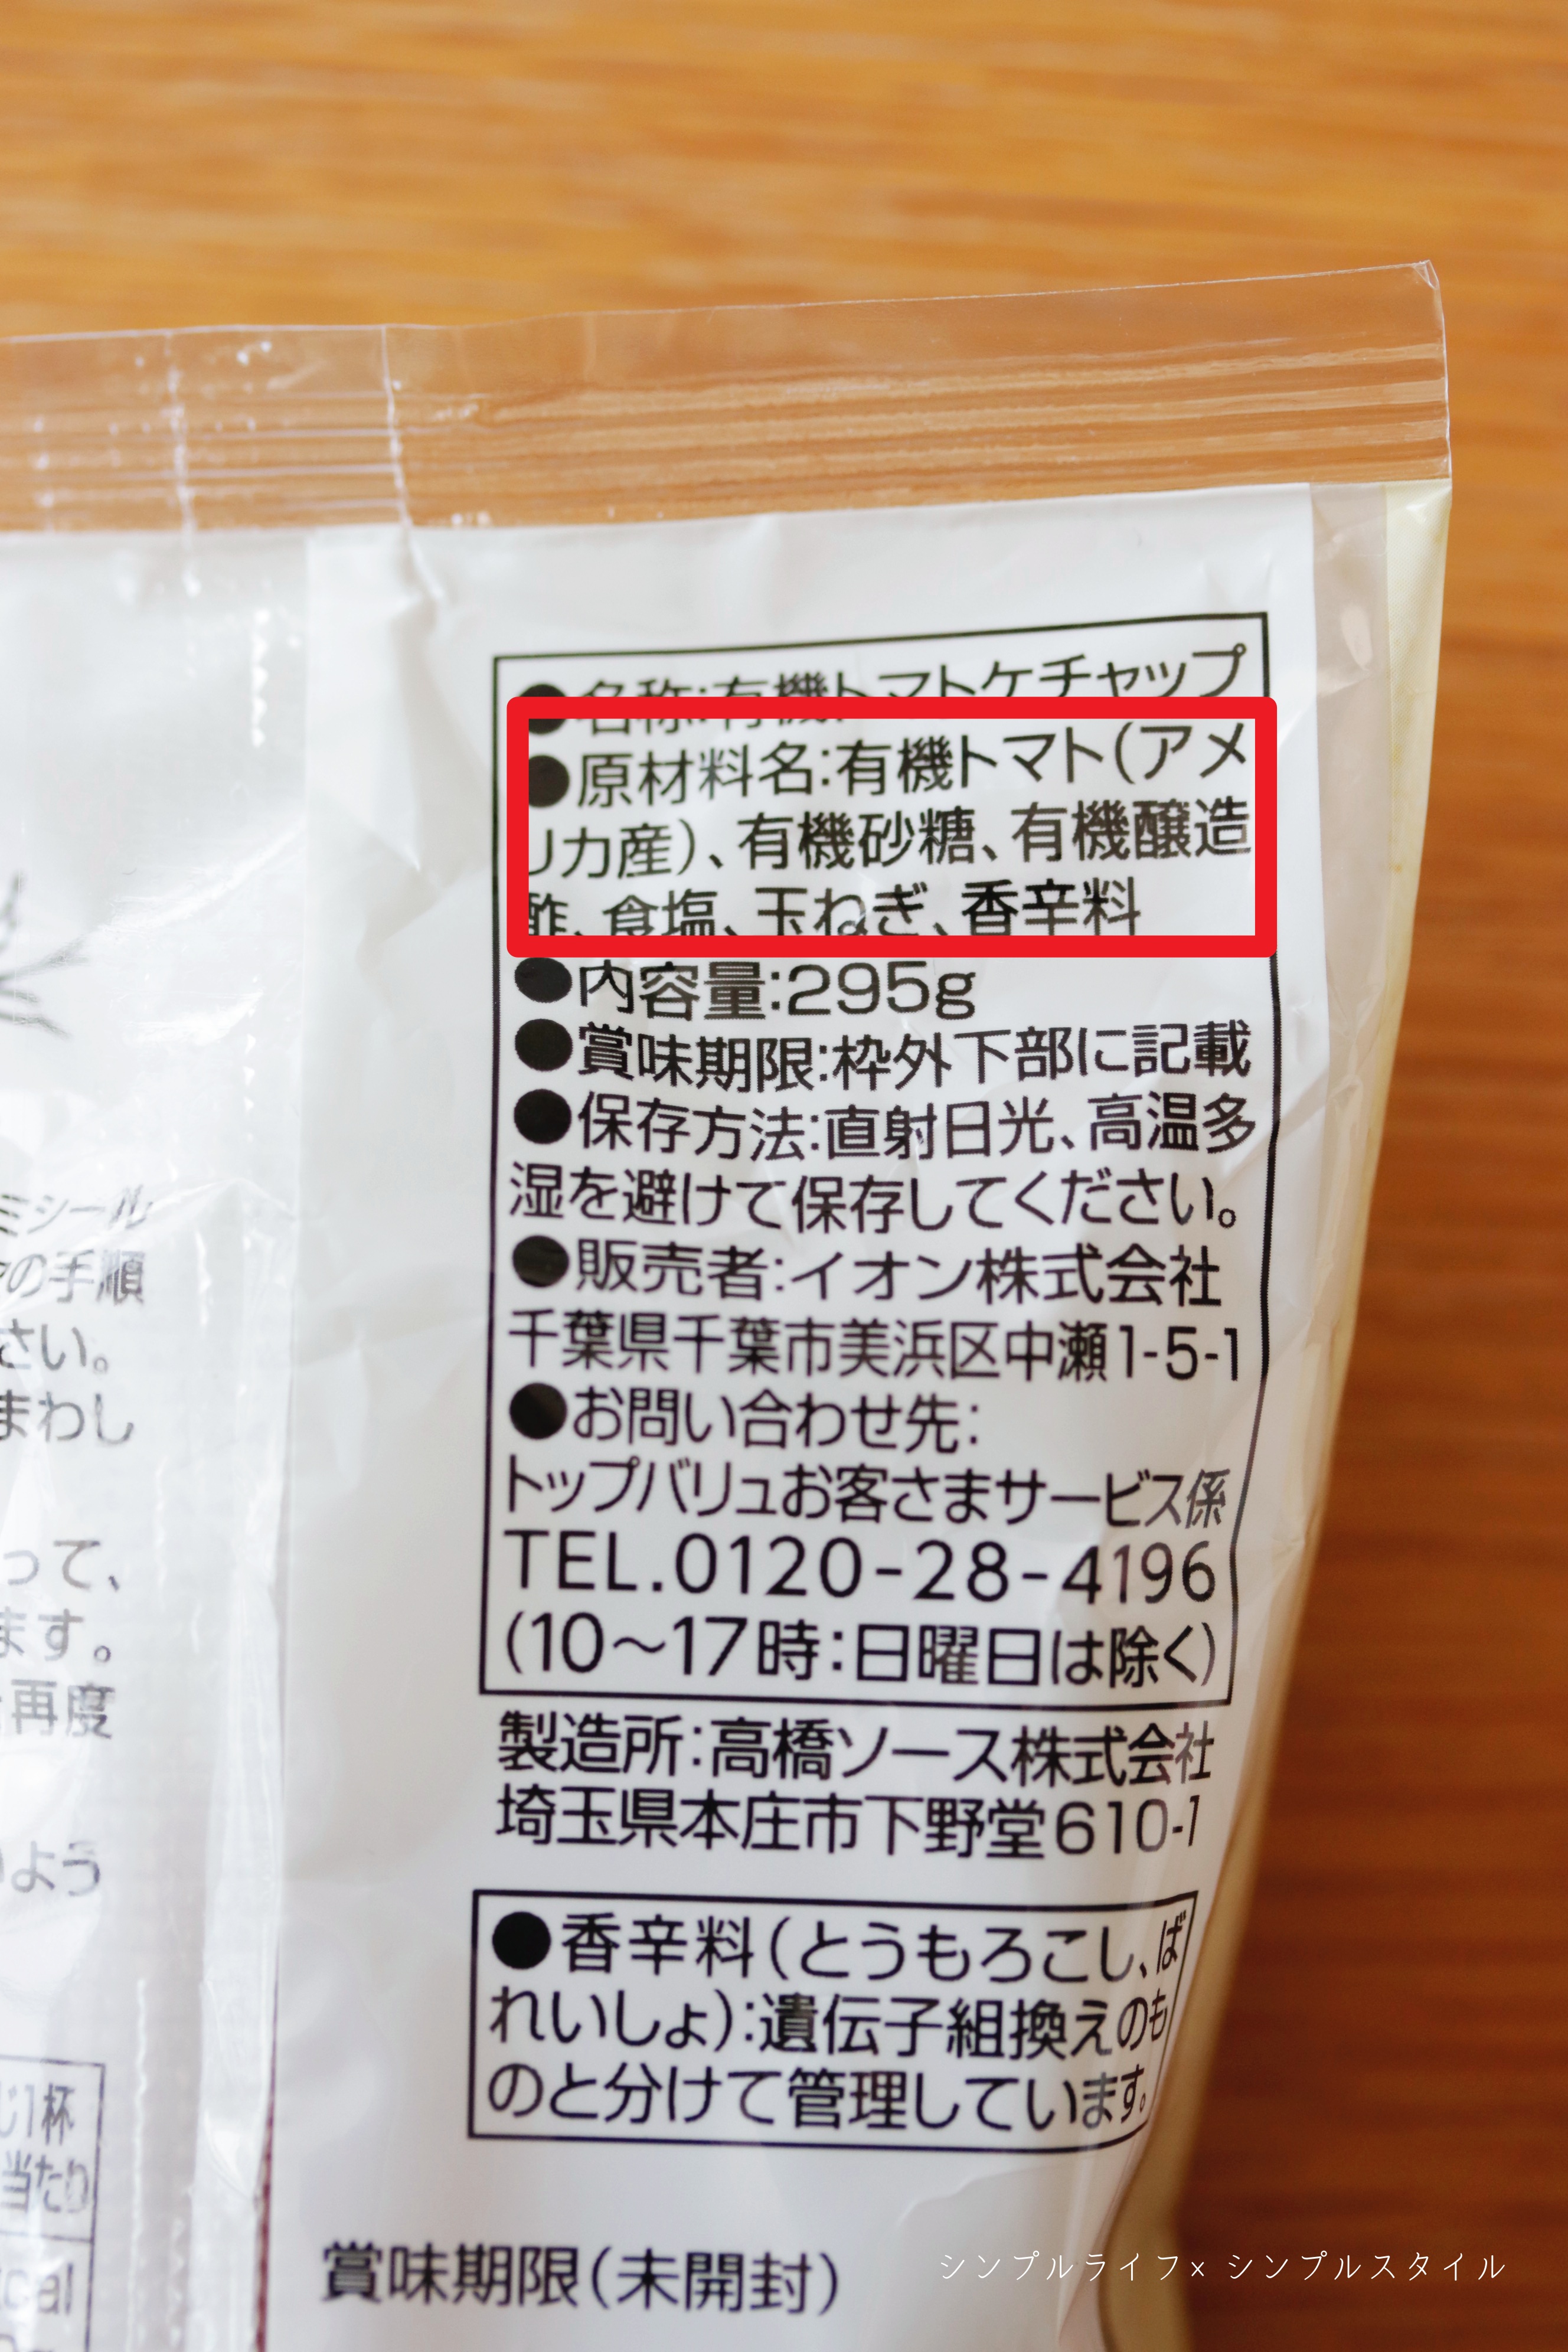 ●名称:有機トマトケチャップ
●原材料名:有機トマト(アメ
リカ産)、有機砂糖、有機醸造
酢、食塩、玉ねぎ、香辛料
●内容量:295g
●賞味期限:枠外下部に記載
●保存方法:直射日光、高温多
湿を避けて保存してください。
●販売者:イオン株式会社
千葉県千葉市美浜区中瀬1-5-1
●お問い合わせ先:
トップバリュお客さまサービス係
TEL.0120-28-4196
(10～17時:日曜日は除く)
製造所:高橋ソース株式会社
埼玉県本庄市下野堂610-1
●香辛料(とうもろこし、ば
れいしょ):遺伝子組換えのも
のと分けて管理しています。
賞味期限(未開封)
ミシール
の手順
さい。
まわし
って、
ます。
再度
よう
1杯
当たり
cal
シンプルライフ× シンプルスタイル